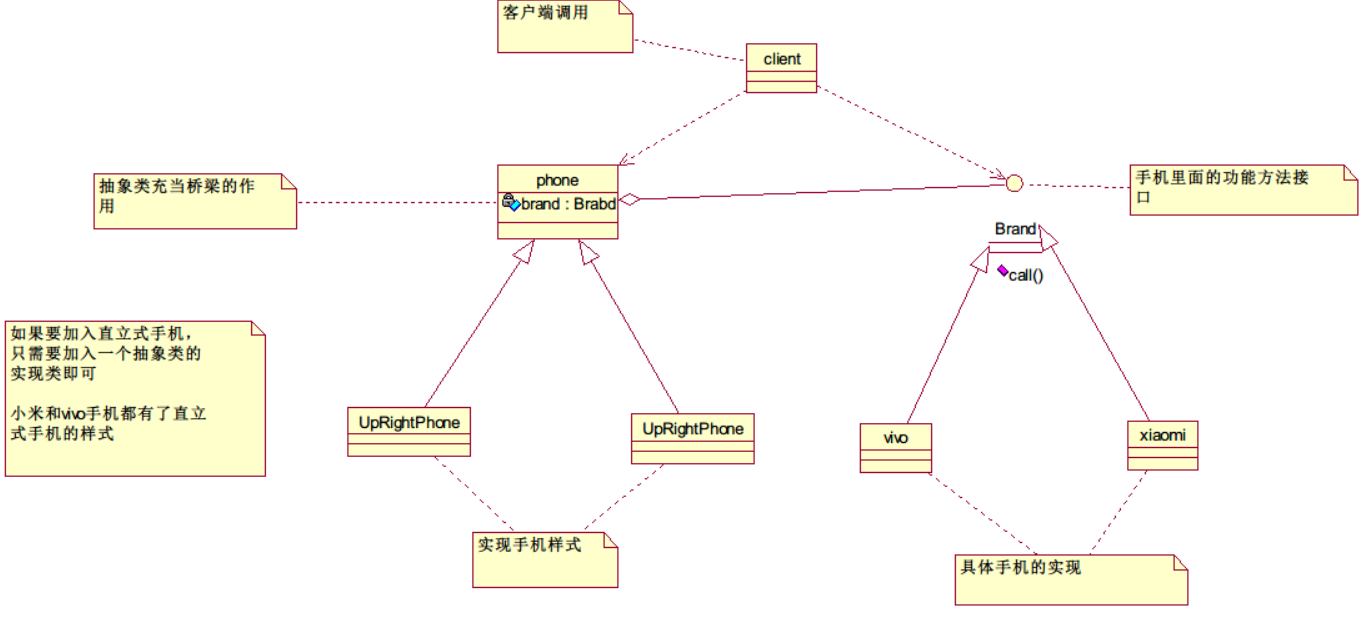 客户端调用
client
抽象类充当桥梁的作
用
phone
brand : Brabd
手机里面的功能方法接
口
Brand
call()
如果要加入直立式手机，
只需要加入一个抽象类的
实现类即可
小米和vivo手机都有了直立
式手机的样式
UpRightPhone
UpRightPhone
vivo
xiaomi
实现手机样式
具体手机的实现